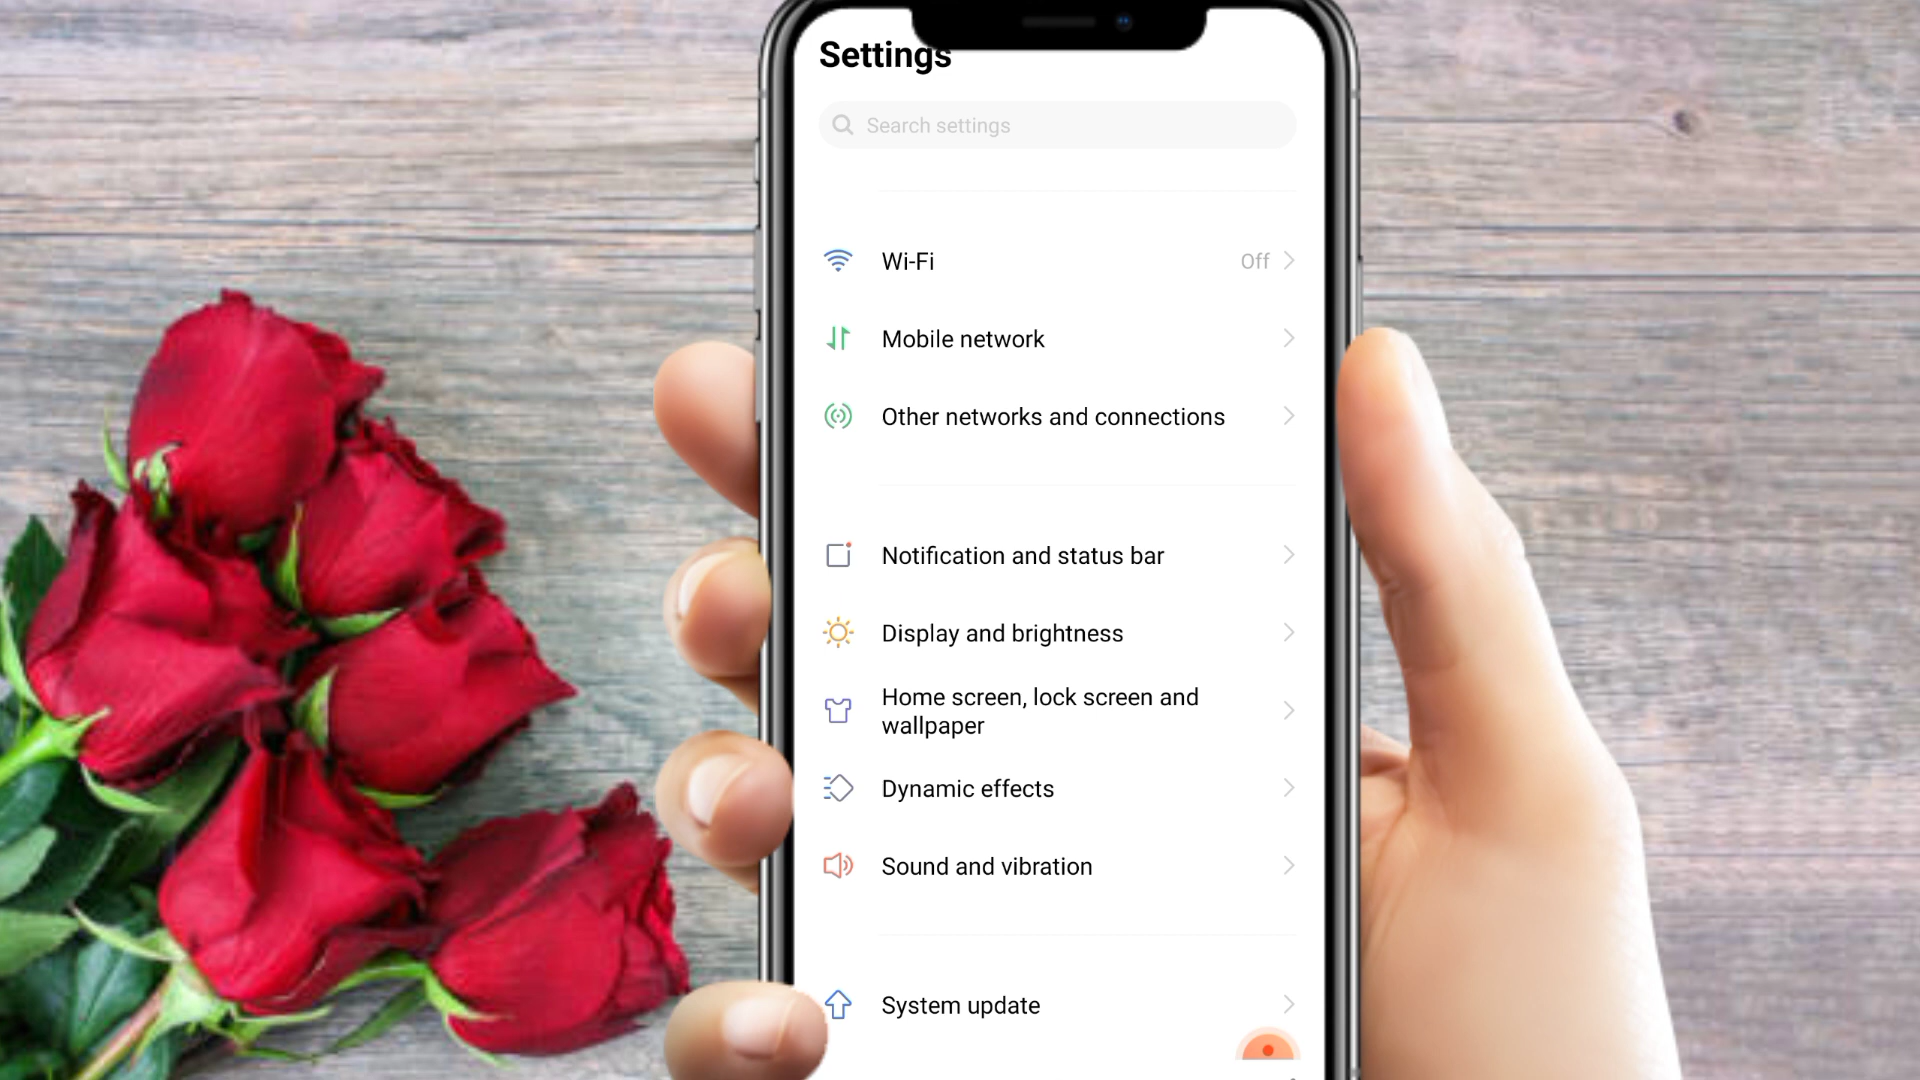 Settings
Search settings
Wi-Fi Off
Mobile network
Other networks and connections
Notification and status bar
Display and brightness
Home screen, lock screen and
wallpaper
Dynamic effects
Sound and vibration
System update